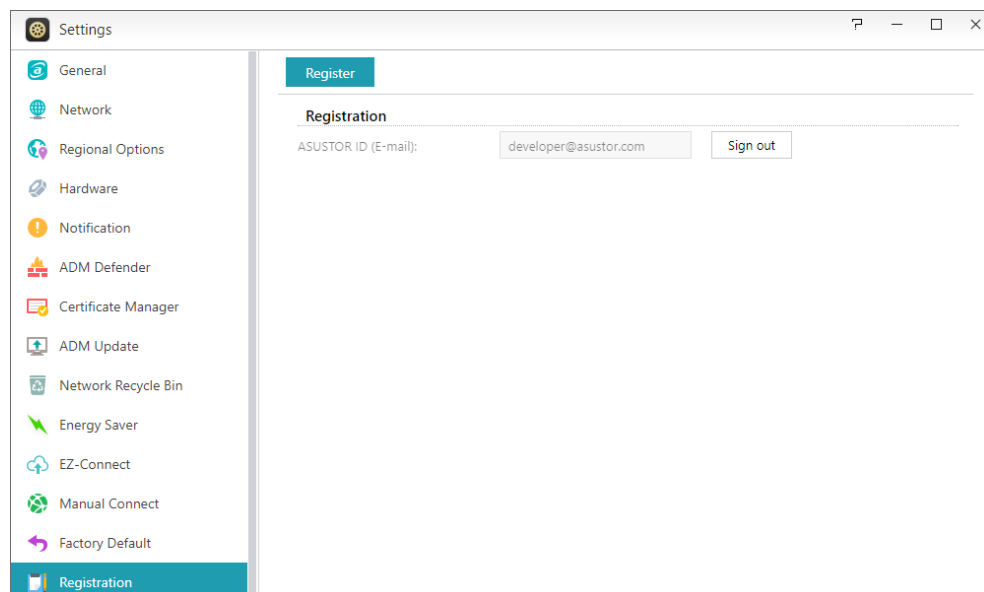 Settings
General
Network
Regional Options
Hardware
Notification
ADM Defender
Certificate Manager
ADM Update
Network Recycle Bin
Energy Saver
EZ-Connect
Manual Connect
Factory Default
Registration
Register
Registration
ASUSTOR ID (E-mail): developer@asustor.com Sign out